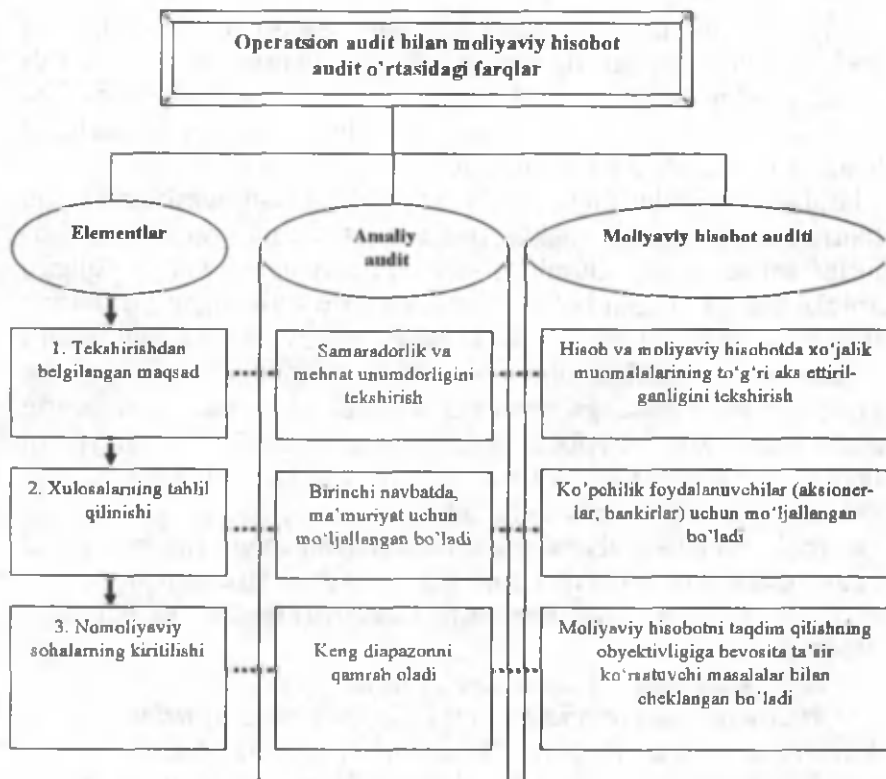 Operatsion audit bilan moliyaviy hisobot
audit o'rtasidagi farqlar
Elementlar
Amaliy
audit
Moliyaviy hisobot auditi
1. Tekshirishdan
belgilangan maqsad
Samaradorlik va
mehnat unumdorligini
tekshirish
Hisob va moliyaviy hisobotda xo'jalik
muomalalarining to'g'ri aks ettiril-
ganligini tekshirish
2. Xulosalarning tahlil
qilinishi
Birinchi navbatda,
ma'muriyat uchun
mo'ljallangan bo'ladi
Ko'pchilik foydalanuvchilar (aksioner-
lar, bankirlar) uchun mo'ljallangan
bo'ladi
3. Nomoliyaviy
sohalarning kiritilishi
Keng diapazonni
qamrab oladi
Moliyaviy hisobotni taqdim qilishning
obyektivligiga bevosita ta'sir
ko'rsatuvchi masalalar bilan
cheklangan bo'ladi